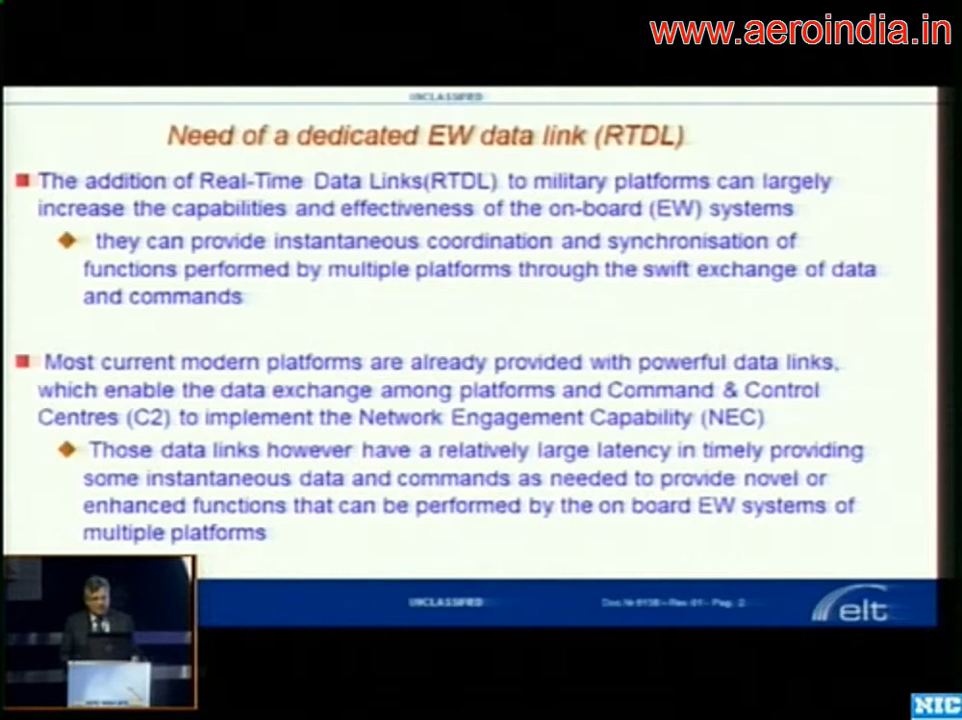 www.aeroindia.in
UNCLASSIFIED
Need of a dedicated EW data link (RTDL)
The addition of Real-Time Data Links(RTDL) to military platforms can largely
increase the capabilities and effectiveness of the on-board (EW) systems
they can provide instantaneous coordination and synchronisation of
functions performed by multiple platforms through the swift exchange of data
and commands
Most current modern platforms are already provided with powerful data links,
which enable the data exchange among platforms and Command & Control
Centres (C2) to implement the Network Engagement Capability (NEC)
Those data links however have a relatively large latency in timely providing
some instantaneous data and commands as needed to provide novel or
enhanced functions that can be performed by the on board EW systems of
multiple platforms
UNCLASSIFIED
elt
NIC